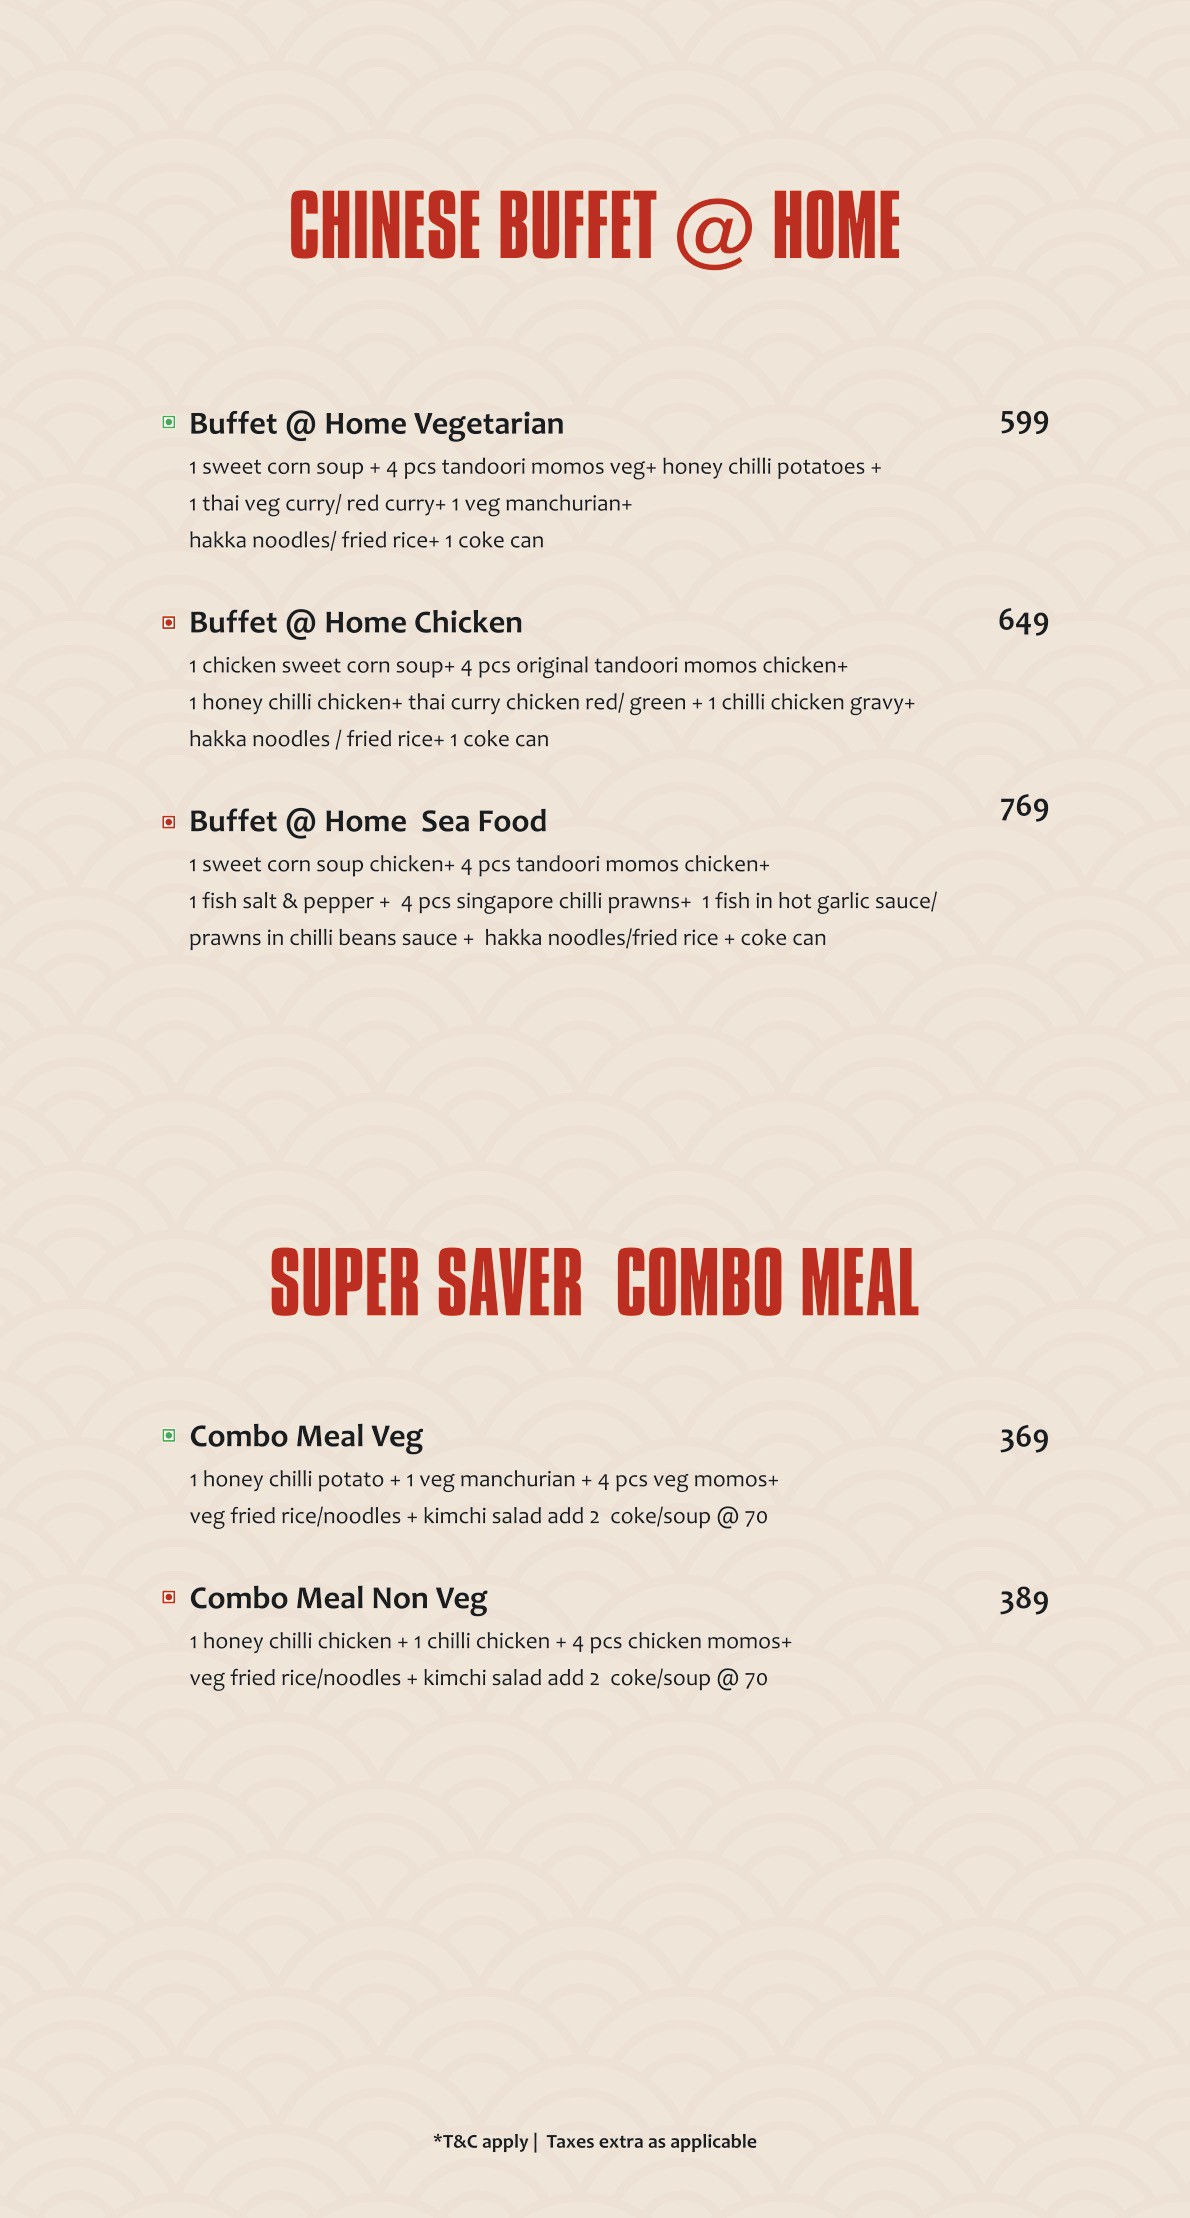 CHINESE BUFFET @ HOME
Buffet @ Home Vegetarian 599
1 sweet corn soup + 4 pcs tandoori momos veg+ honey chilli potatoes +
1 thai veg curry/ red curry+ 1 veg manchurian+
hakka noodles/ fried rice+ 1 coke can
Buffet @ Home Chicken 649
1 chicken sweet corn soup+ 4 pcs original tandoori momos chicken+
1 honey chilli chicken+ thai curry chicken red/ green + 1 chilli chicken gravy+
hakka noodles / fried rice+ 1 coke can
Buffet @ Home  Sea Food 769
1 sweet corn soup chicken+ 4 pcs tandoori momos chicken+
1 fish salt & pepper +  4 pcs singapore chilli prawns+  1 fish in hot garlic sauce/
prawns in chilli beans sauce +  hakka noodles/fried rice + coke can
SUPER SAVER  COMBO MEAL
Combo Meal Veg 369
1 honey chilli potato + 1 veg manchurian + 4 pcs veg momos+
veg fried rice/noodles + kimchi salad add 2  coke/soup @ 70
Combo Meal Non Veg 389
1 honey chilli chicken + 1 chilli chicken + 4 pcs chicken momos+
veg fried rice/noodles + kimchi salad add 2  coke/soup @ 70
*T&C apply |  Taxes extra as applicable